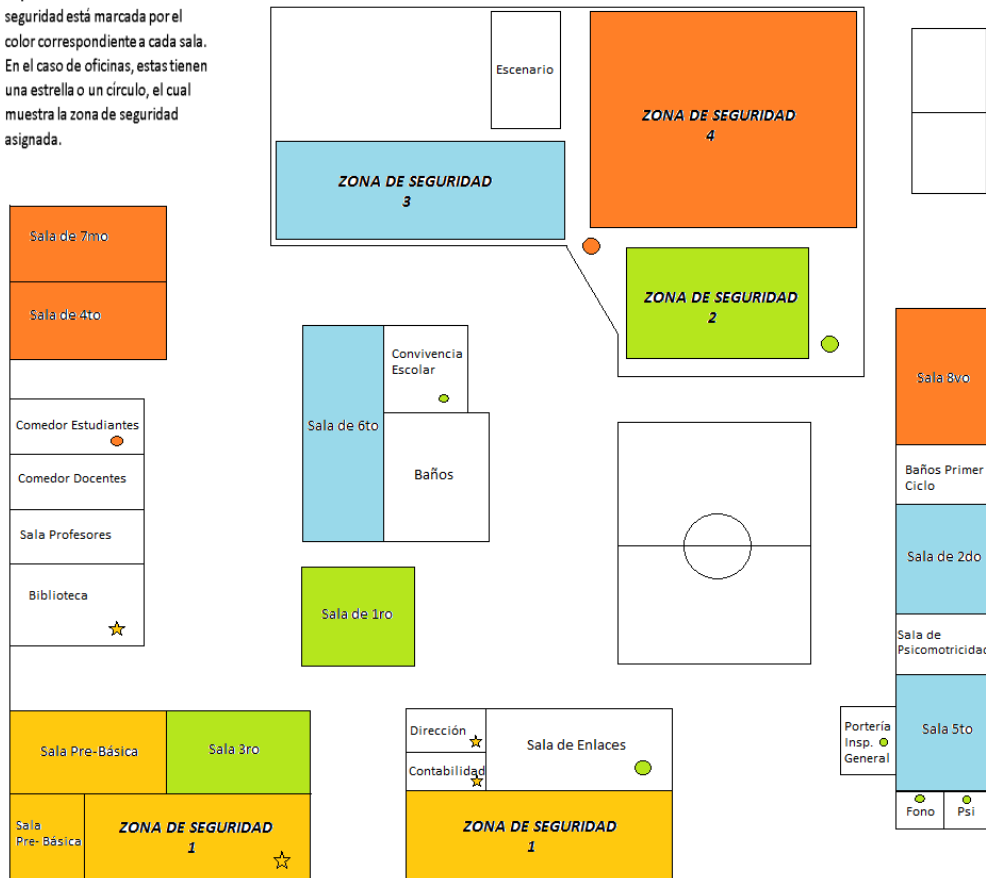 seguridad está marcada por el
color correspondiente a cada sala.
En el caso de oficinas, estas tienen
una estrella o un círculo, el cual
muestra la zona de seguridad
asignada.
Escenario
ZONA DE SEGURIDAD
4
ZONA DE SEGURIDAD
3
Sala de 7mo
Sala de 4to
ZONA DE SEGURIDAD
2
Convivencia
Escolar
Sala 8vo
Comedor Estudiantes
Sala de 6to
Comedor Docentes
Baños
Baños Primer
Ciclo
Sala Profesores
Sala de 2do
Biblioteca
Sala de 1ro
Sala de
Psicomotricidad
Sala Pre-Básica
Sala 3ro
Dirección
Sala de Enlaces
Contabilidad
Portería
Insp.
General
Sala 5to
Sala
Pre- Básica
ZONA DE SEGURIDAD
1
ZONA DE SEGURIDAD
1
Fono
Psi